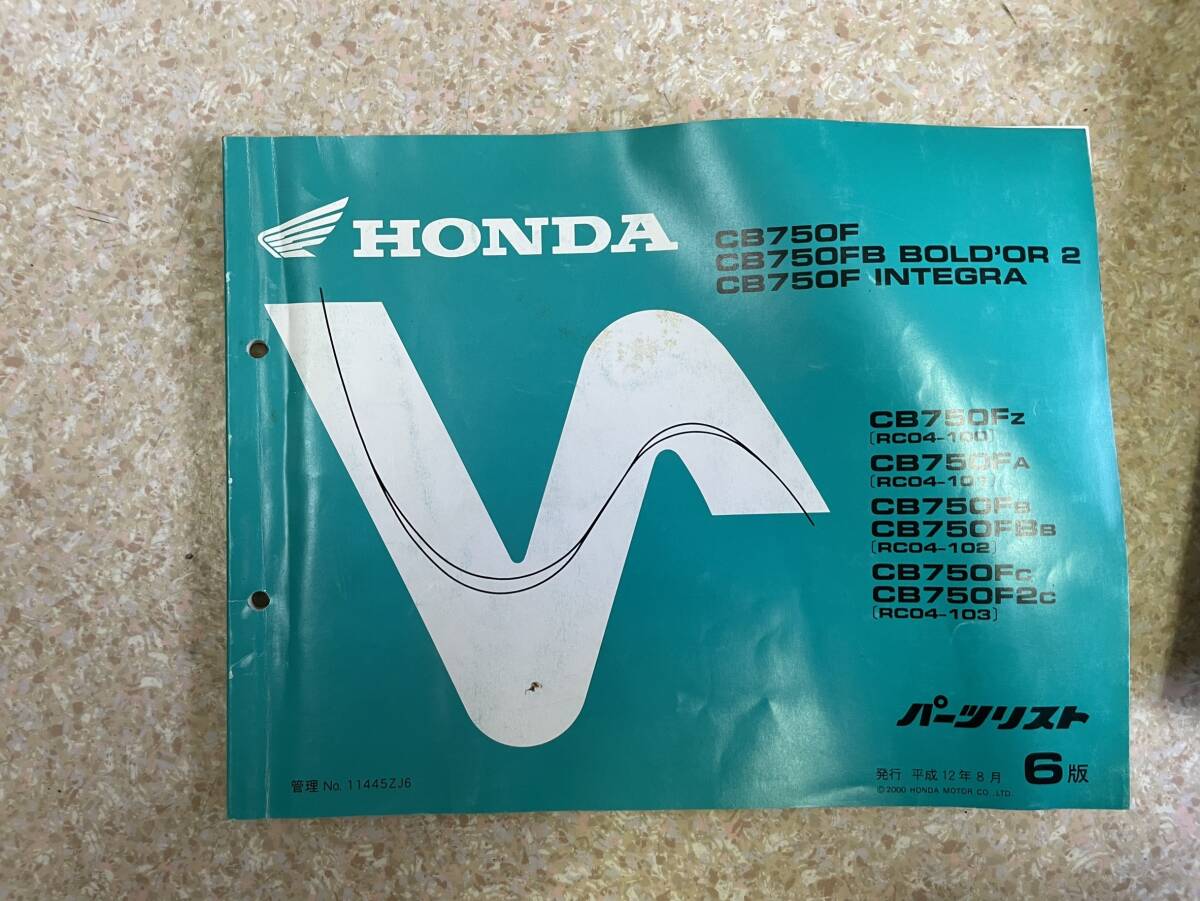 HONDA
CB750F
CB750FB BOLD'OR 2
CB750F INTEGRA
CB750Fz
[RC04-100]
CB750FA
[RC04-101]
CB750FB
CB750FBB
[RC04-102]
CB750Fc
CB750F2c
[RC04-103]
パーツリスト
管理 No. 11445ZJ6
発行 平成12年8月 6版
©2000 HONDA MOTOR CO., LTD.